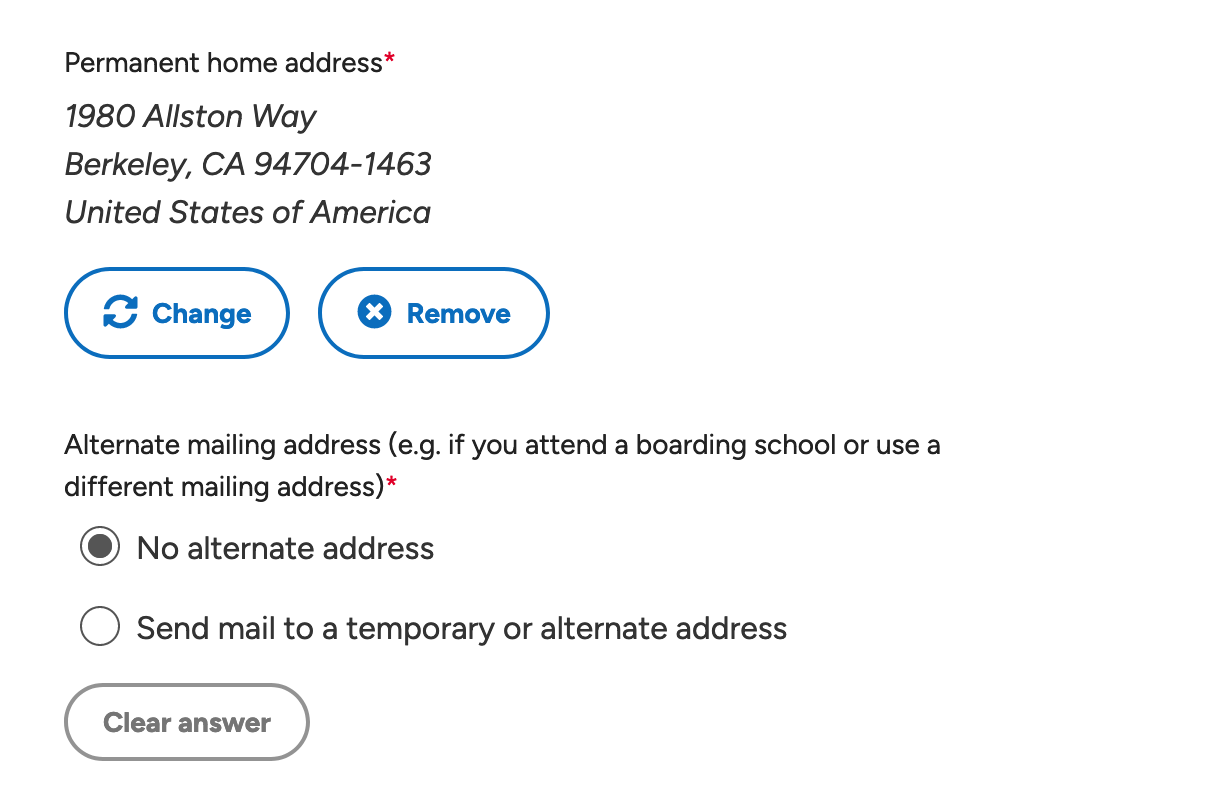 Permanent home address*
1980 Allston Way
Berkeley, CA 94704-1463
United States of America
Change
Remove
Alternate mailing address (e.g. if you attend a boarding school or use a
different mailing address)*
No alternate address
Send mail to a temporary or alternate address
Clear answer